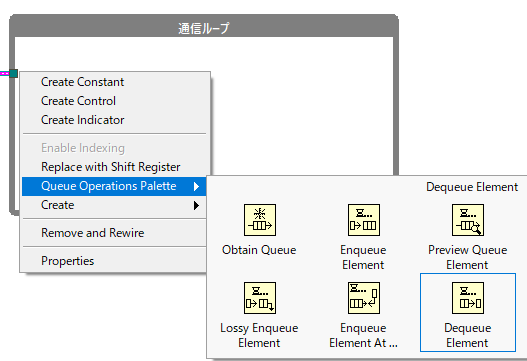 通信ループ
Create Constant
Create Control
Create Indicator
Enable Indexing
Replace with Shift Register
Queue Operations Palette
Create
Remove and Rewire
Properties
Dequeue Element
Obtain Queue
Enqueue
Element
Preview Queue
Element
Lossy Enqueue
Element
Enqueue
Element At ...
Dequeue
Element